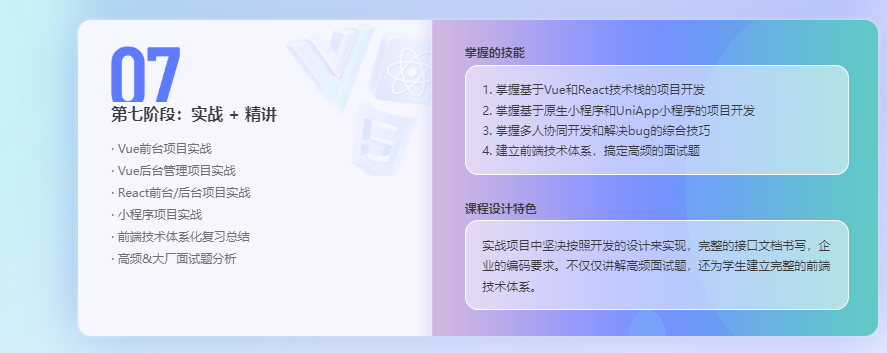 07
第七阶段：实战 + 精讲
· Vue前台项目实战
· Vue后台管理项目实战
· React前台/后台项目实战
· 小程序项目实战
· 前端技术体系化复习总结
· 高频&大厂面试题分析
掌握的技能
1. 掌握基于Vue和React技术栈的项目开发
2. 掌握基于原生小程序和UniApp小程序的项目开发
3. 掌握多人协同开发和解决bug的综合技巧
4. 建立前端技术体系，搞定高频的面试题
课程设计特色
实战项目中坚决按照开发的设计来实现，完整的接口文档书写，企
业的编码要求。不仅仅讲解高频面试题，还为学生建立完整的前端
技术体系。